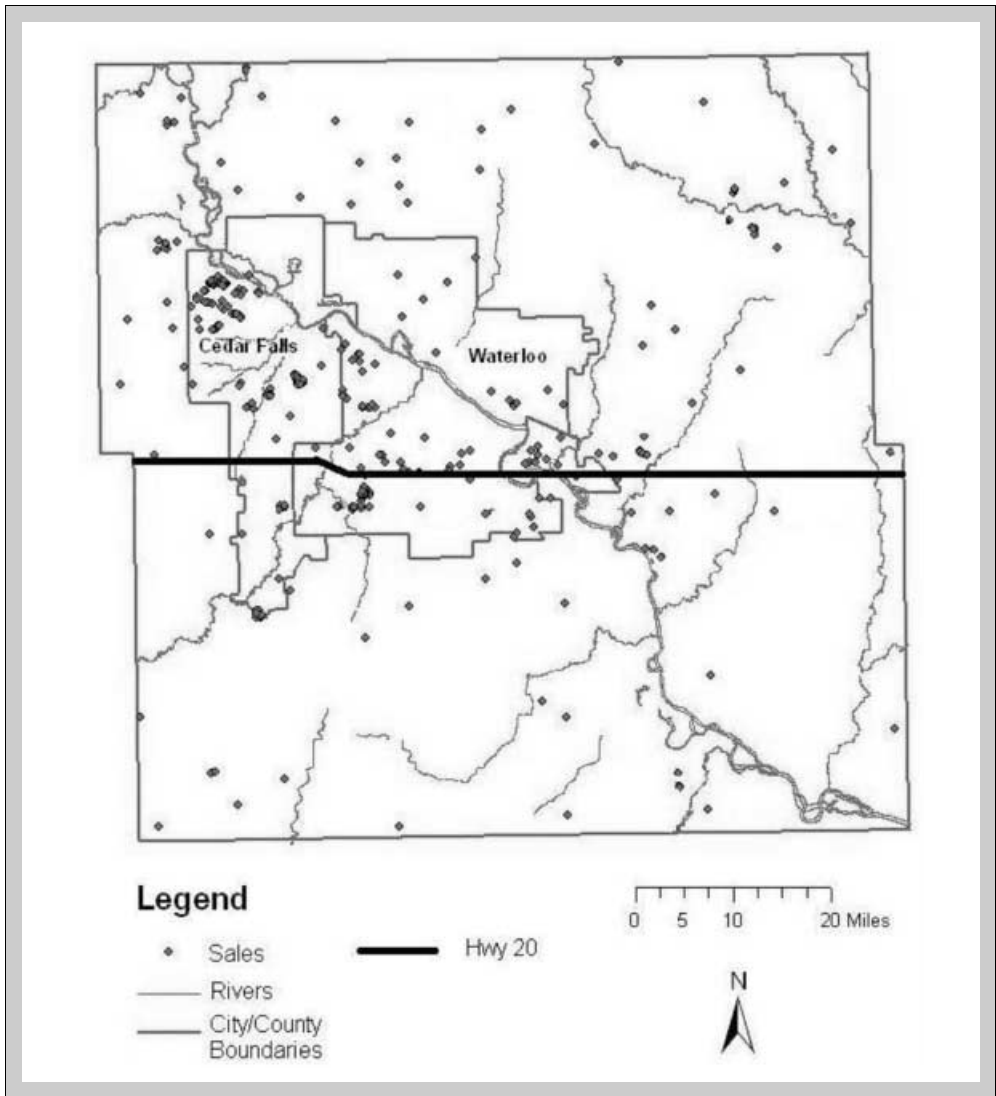 Cedar Falls
Waterloo
Legend
Sales
Hwy 20
Rivers
City/County
Boundaries
0 5 10 20 Miles
N